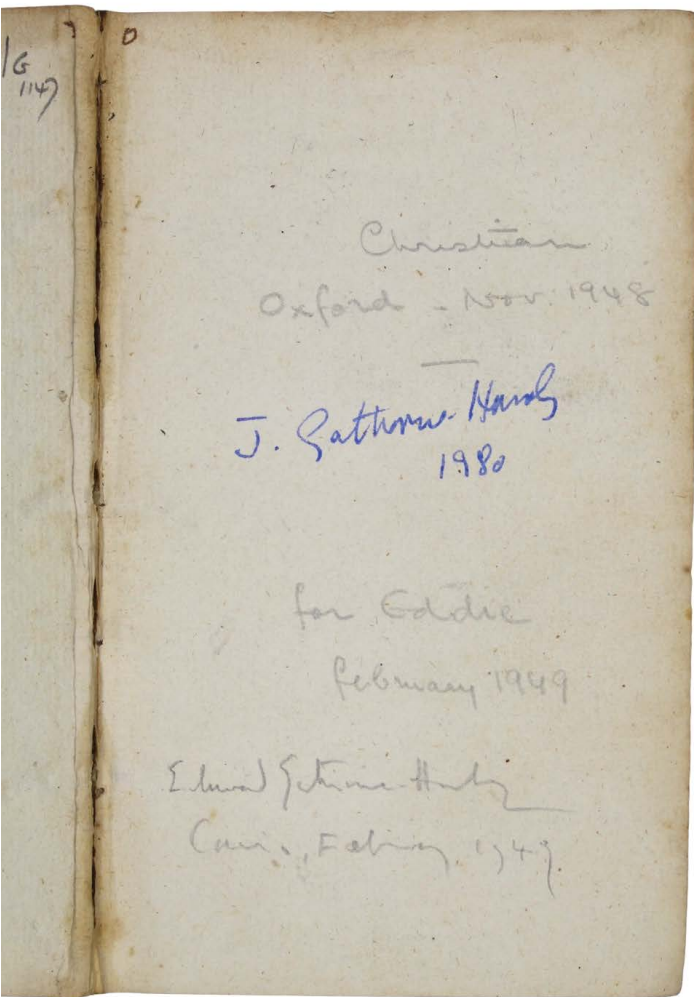 /G
1147
Christian
Oxford - Nov. 1948
J. Gathorne-Hardy
1980
for Eddie
february 1949
Edward Gathorne-Hardy
Cairo, February, 1949.